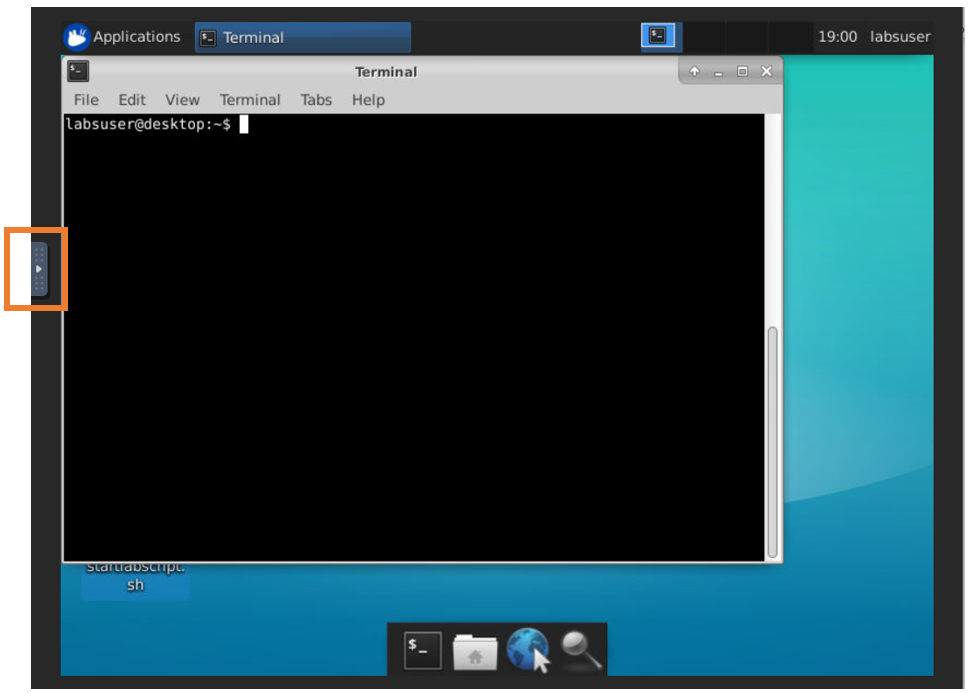 Applications Terminal 19:00 labsuser
Terminal
File Edit View Terminal Tabs Help
labsuser@desktop:~$
startlabscript.
sh
$_